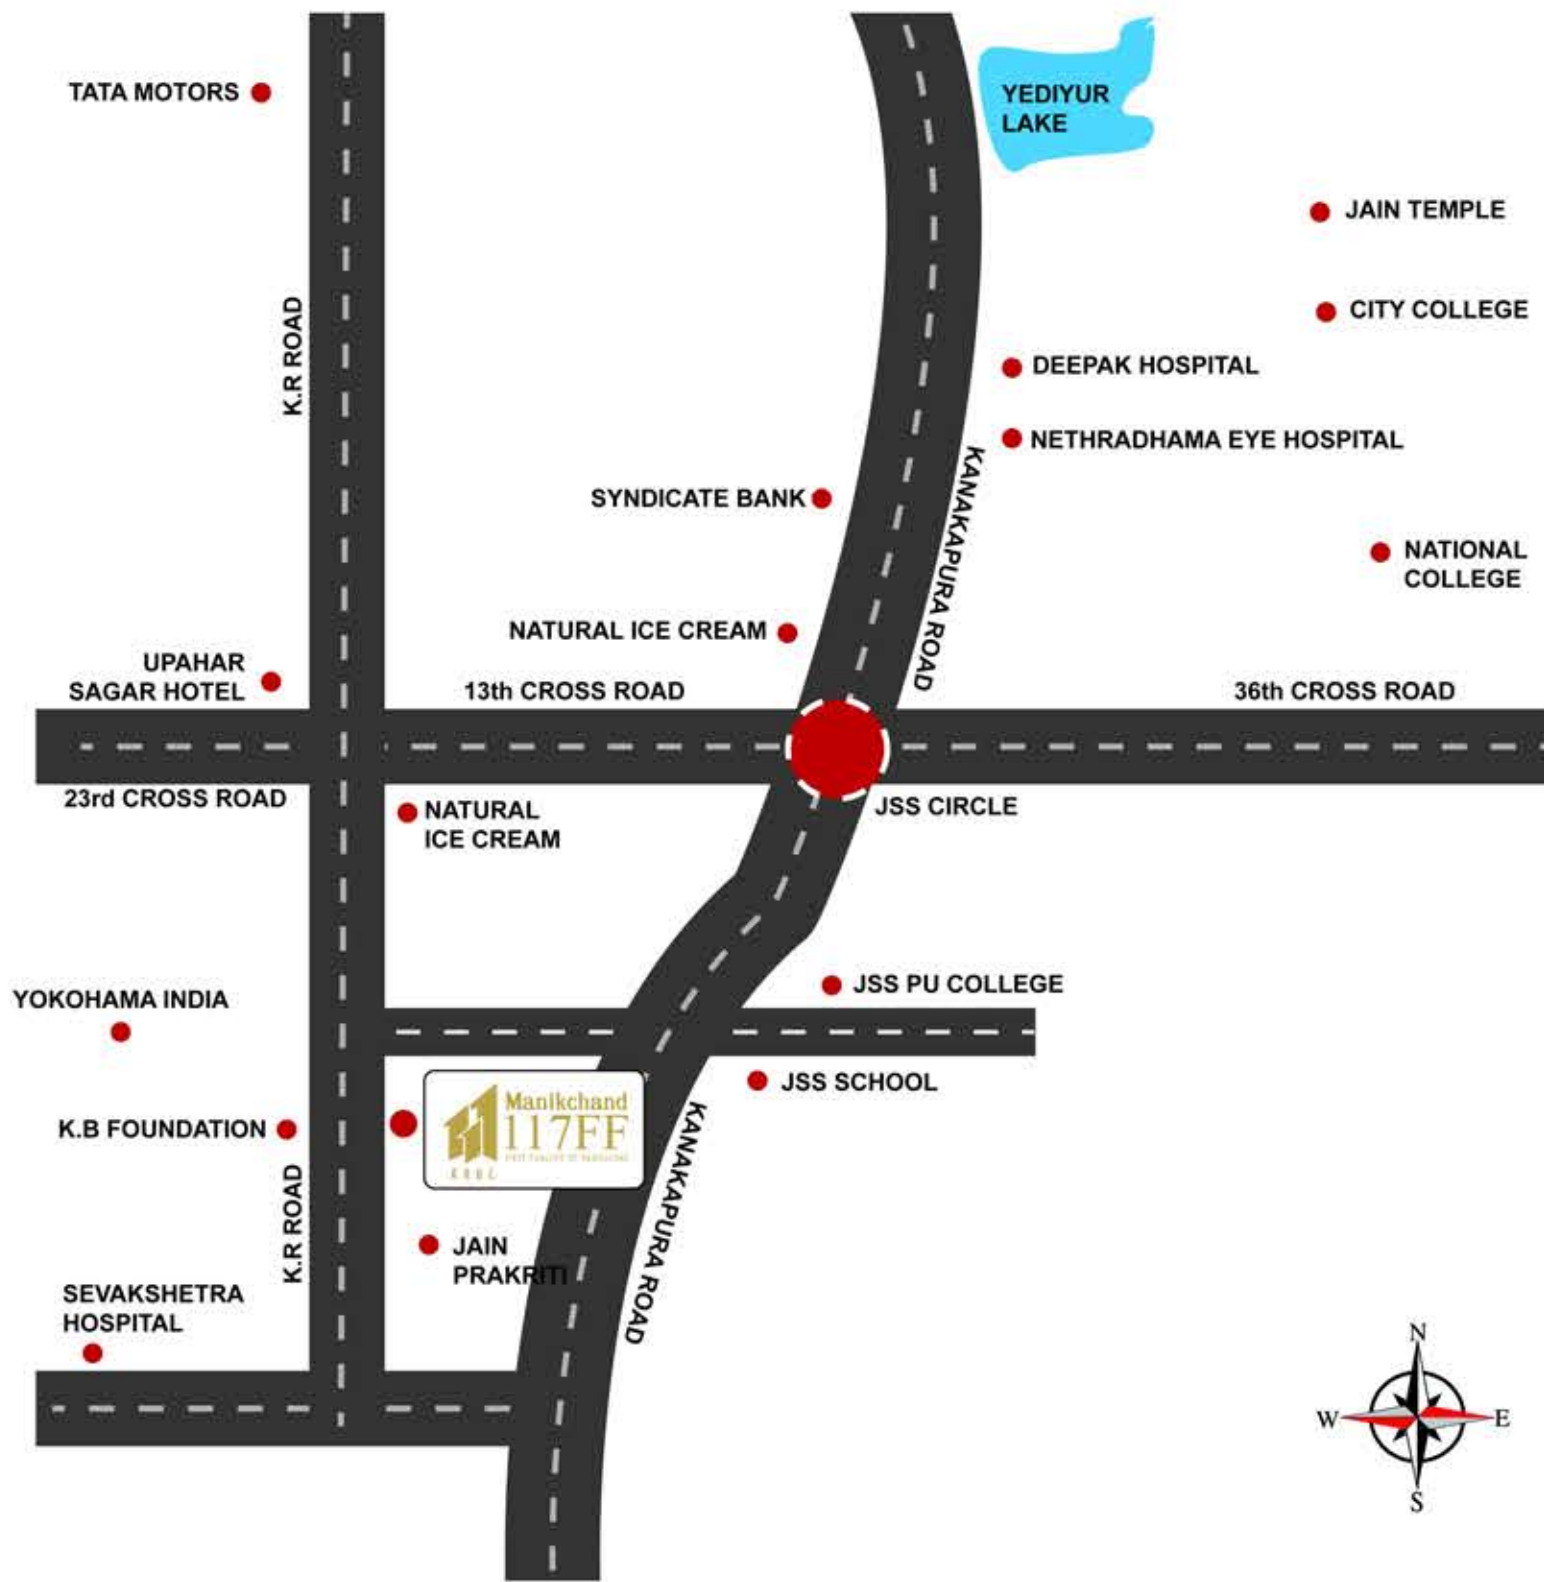 TATA MOTORS
YEDIYUR
LAKE
JAIN TEMPLE
CITY COLLEGE
K.R ROAD
DEEPAK HOSPITAL
NETHRADHAMA EYE HOSPITAL
KANAKAPURA ROAD
SYNDICATE BANK
NATIONAL
COLLEGE
NATURAL ICE CREAM
UPAHAR
SAGAR HOTEL
13th CROSS ROAD
36th CROSS ROAD
23rd CROSS ROAD
NATURAL
ICE CREAM
JSS CIRCLE
JSS PU COLLEGE
YOKOHAMA INDIA
JSS SCHOOL
Manikchand
117FF
K.B FOUNDATION
K.R ROAD
KANAKAPURA ROAD
JAIN
PRAKRITI
SEVAKSHETRA
HOSPITAL
N
W
E
S